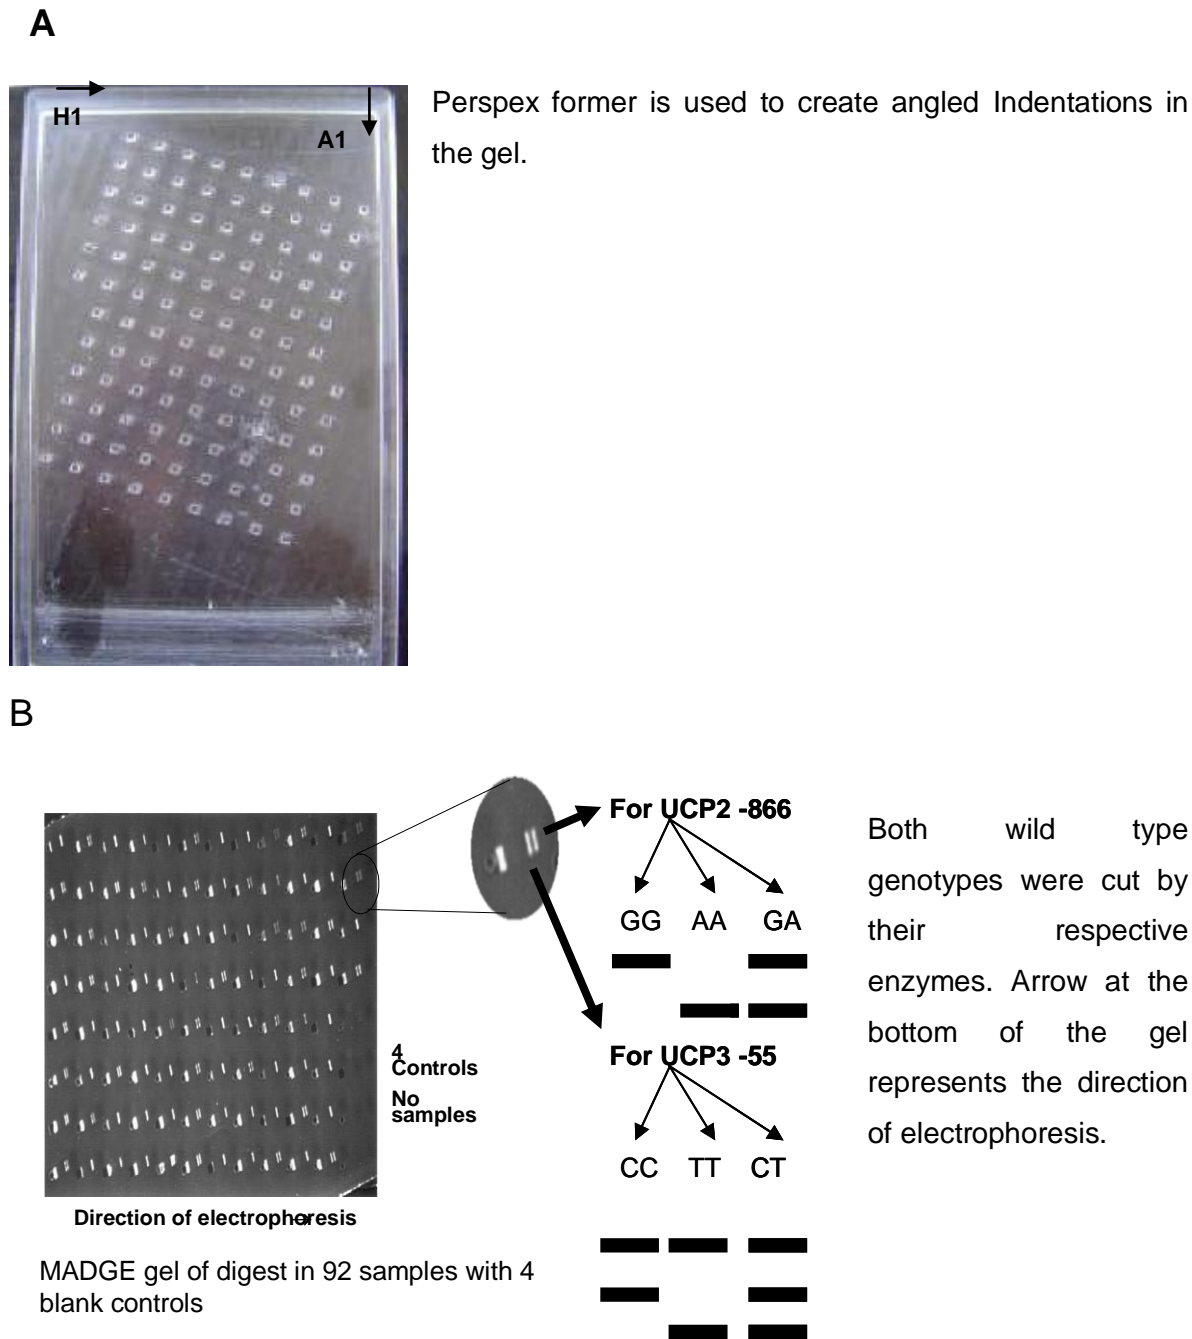 A
H1
A1
Perspex former is used to create angled Indentations in
the gel.
B
For UCP2 -866
GG AA GA
For UCP3 -55
CC TT CT
4
Controls
No
samples
Direction of electrophoresis
MADGE gel of digest in 92 samples with 4
blank controls
Both wild type
genotypes were cut by
their respective
enzymes. Arrow at the
bottom of the gel
represents the direction
of electrophoresis.